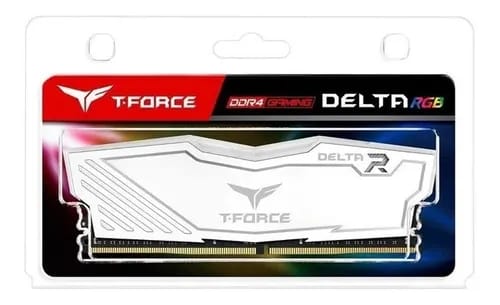 T-FORCE
DDR4 GAMING
DELTA RGB
DELTA R
T-FORCE